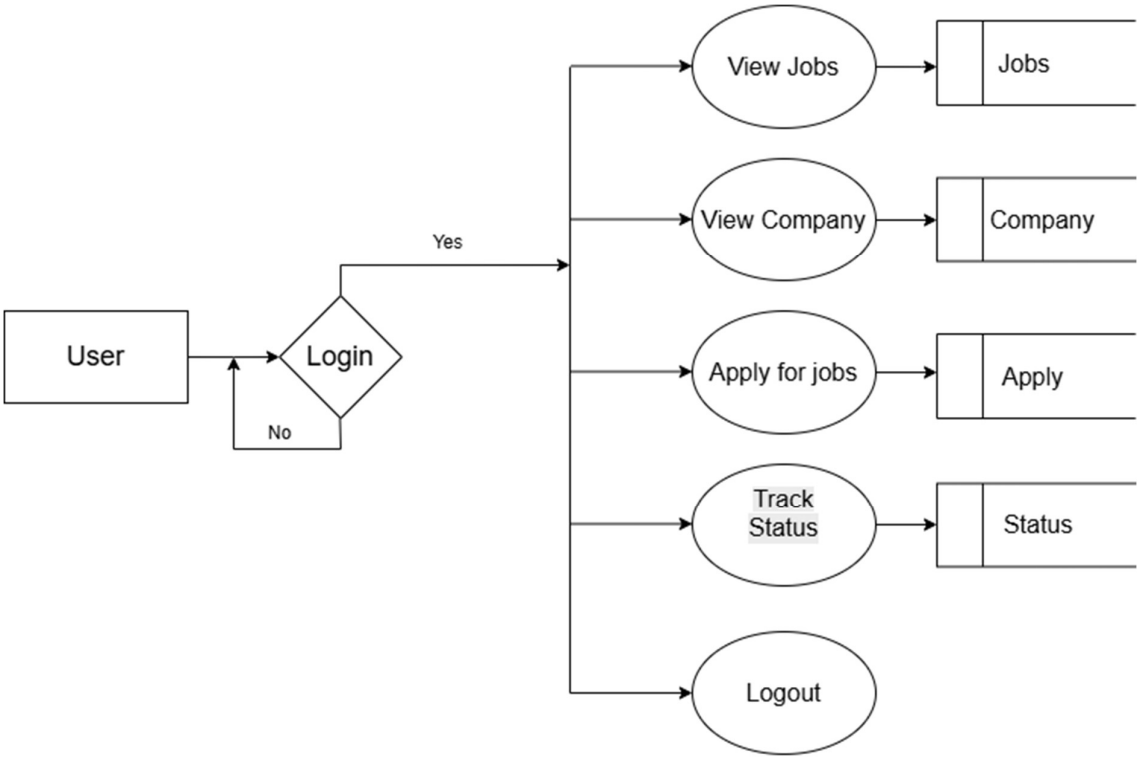 View Jobs
Jobs
Yes
View Company
Company
User
Login
No
Apply for jobs
Apply
Track
Status
Status
Logout